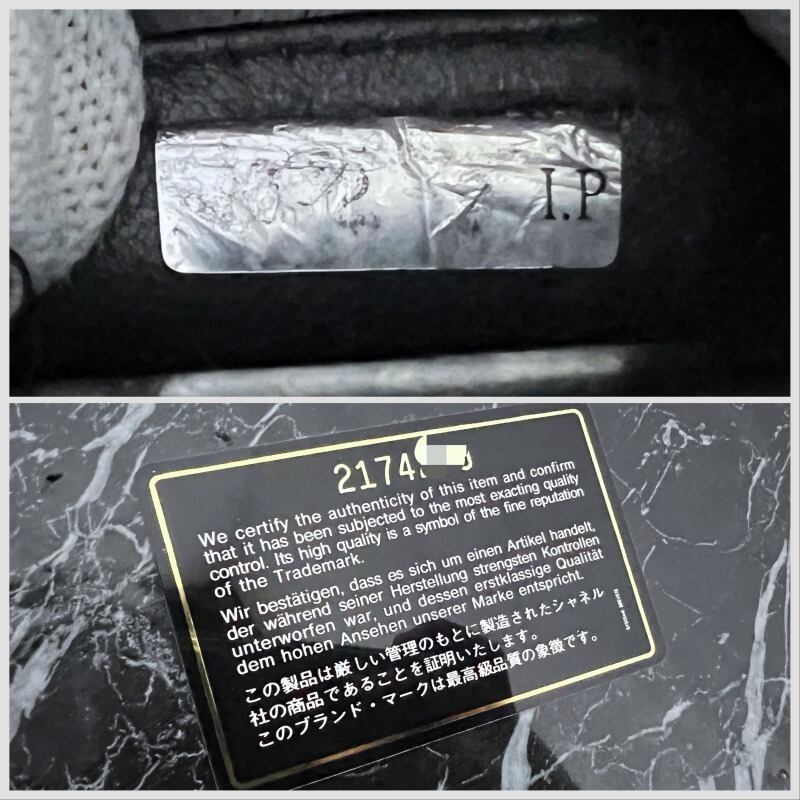 I.P
2174
We certify the authenticity of this item and confirm
that it has been subjected to the most exacting quality
control. Its high quality is a symbol of the fine reputation
of the Trademark.
Wir bestätigen, dass es sich um einen Artikel handelt,
der während seiner Herstellung strengsten Kontrollen
unterworfen war, und dessen erstklassige Qualität
dem hohen Ansehen unserer Marke entspricht.
この製品は厳しい管理のもとに製造されたシャネル
社の商品であることを証明いたします。
このブランド・マークは最高級品質の象徴です。